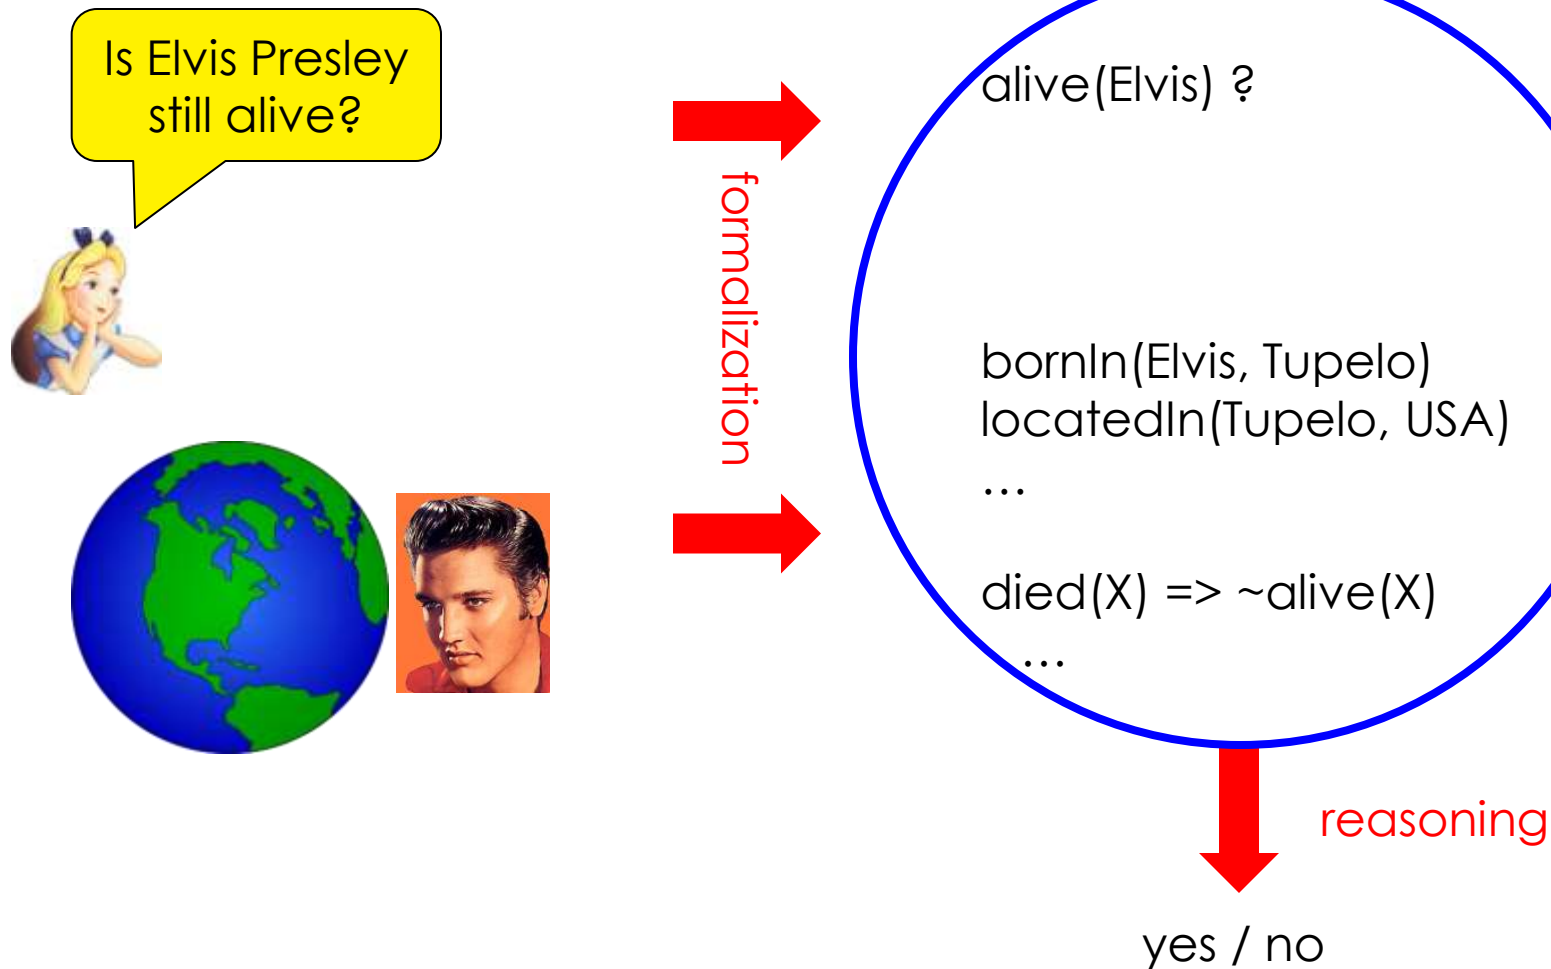 Is Elvis Presley
still alive?
alive(Elvis) ?
formalization
bornIn(Elvis, Tupelo)
locatedIn(Tupelo, USA)
…
died(X) => ~alive(X)
…
reasoning
yes / no